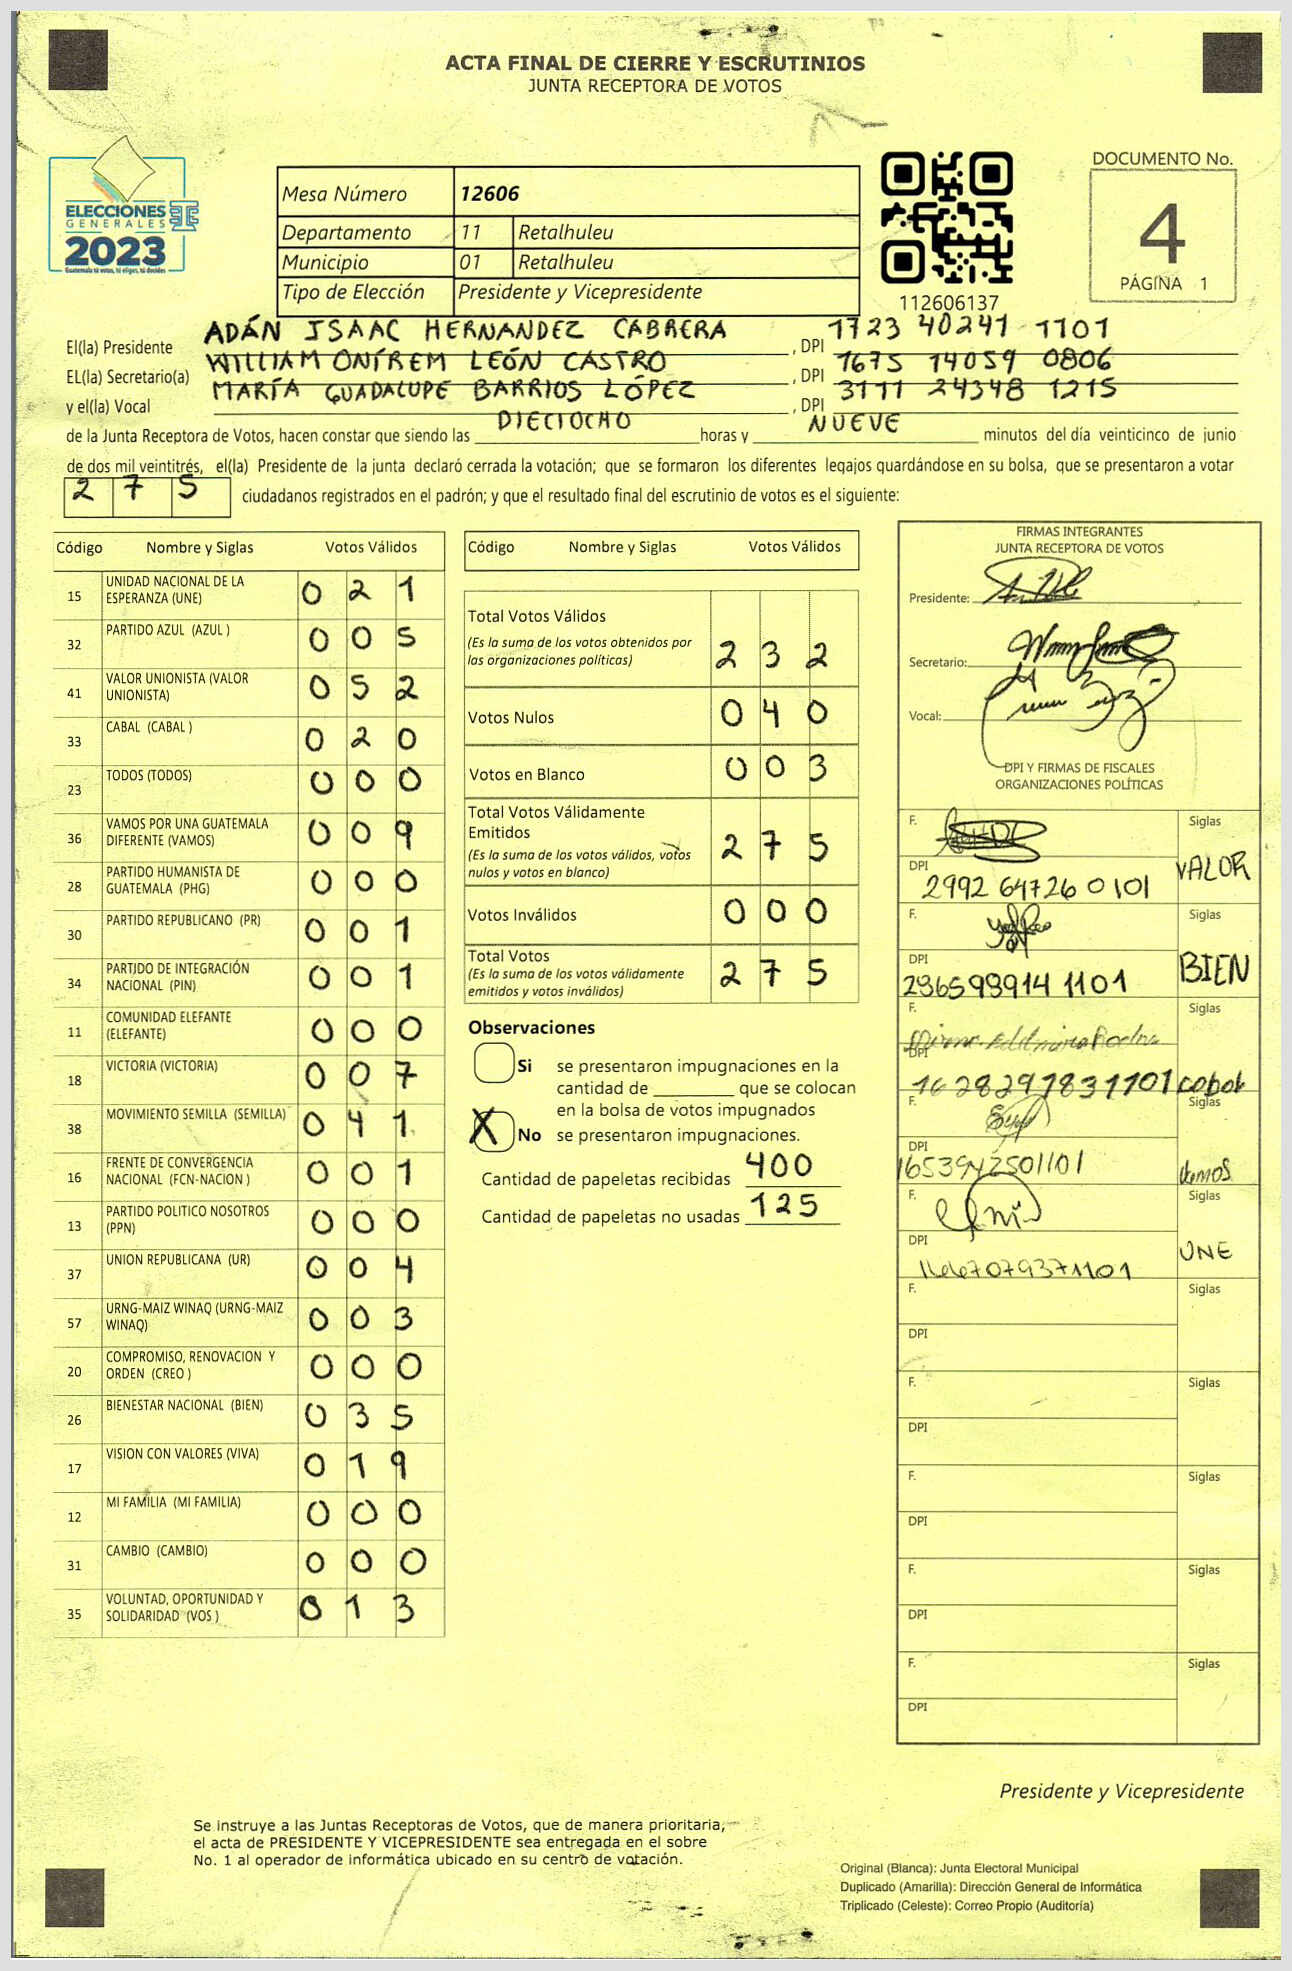 ACTA FINAL DE CIERRE Y ESCRUTINIOS
JUNTA RECEPTORA DE VOTOS
ELECCIONES
GENERALES
2023
Guatemala tú votas, tú eliges, tú decides
Mesa Número 12606
Departamento 11 Retalhuleu
Municipio 01 Retalhuleu
Tipo de Elección Presidente y Vicepresidente
112606137
DOCUMENTO No.
4
PÁGINA 1
El(la) Presidente ADÁN ISAAC HERNANDEZ CABRERA , DPI 1723 40241 1101
EL(la) Secretario(a) WILLIAM ONÍREM LEÓN CASTRO , DPI 1675 14059 0806
y el(la) Vocal MARÍA GUADALUPE BARRIOS LÓPEZ , DPI 3111 24348 1215
de la Junta Receptora de Votos, hacen constar que siendo las DIECIOCHO horas y NUEVE minutos del día veinticinco de junio
de dos mil veintitrés, el(la) Presidente de la junta declaró cerrada la votación; que se formaron los diferentes legajos quardándose en su bolsa, que se presentaron a votar
2 7 5 ciudadanos registrados en el padrón; y que el resultado final del escrutinio de votos es el siguiente:
Código Nombre y Siglas Votos Válidos
15 UNIDAD NACIONAL DE LA ESPERANZA (UNE) 0 2 1
32 PARTIDO AZUL (AZUL ) 0 0 5
41 VALOR UNIONISTA (VALOR UNIONISTA) 0 5 2
33 CABAL (CABAL ) 0 2 0
23 TODOS (TODOS) 0 0 0
36 VAMOS POR UNA GUATEMALA DIFERENTE (VAMOS) 0 0 9
28 PARTIDO HUMANISTA DE GUATEMALA (PHG) 0 0 0
30 PARTIDO REPUBLICANO (PR) 0 0 1
34 PARTIDO DE INTEGRACIÓN NACIONAL (PIN) 0 0 1
11 COMUNIDAD ELEFANTE (ELEFANTE) 0 0 0
18 VICTORIA (VICTORIA) 0 0 7
38 MOVIMIENTO SEMILLA (SEMILLA) 0 4 1
16 FRENTE DE CONVERGENCIA NACIONAL (FCN-NACION ) 0 0 1
13 PARTIDO POLITICO NOSOTROS (PPN) 0 0 0
37 UNION REPUBLICANA (UR) 0 0 4
57 URNG-MAIZ WINAQ (URNG-MAIZ WINAQ) 0 0 3
20 COMPROMISO, RENOVACION Y ORDEN (CREO ) 0 0 0
26 BIENESTAR NACIONAL (BIEN) 0 3 5
17 VISION CON VALORES (VIVA) 0 1 9
12 MI FAMILIA (MI FAMILIA) 0 0 0
31 CAMBIO (CAMBIO) 0 0 0
35 VOLUNTAD, OPORTUNIDAD Y SOLIDARIDAD (VOS ) 0 1 3
Código Nombre y Siglas Votos Válidos
Total Votos Válidos
(Es la suma de los votos obtenidos por
las organizaciones políticas) 2 3 2
Votos Nulos 0 4 0
Votos en Blanco 0 0 3
Total Votos Válidamente
Emitidos
(Es la suma de los votos válidos, votos
nulos y votos en blanco) 2 7 5
Votos Inválidos 0 0 0
Total Votos
(Es la suma de los votos válidamente
emitidos y votos inválidos) 2 7 5
Observaciones
Si se presentaron impugnaciones en la
cantidad de ________ que se colocan
en la bolsa de votos impugnados
X No se presentaron impugnaciones.
Cantidad de papeletas recibidas 400
Cantidad de papeletas no usadas 125
FIRMAS INTEGRANTES
JUNTA RECEPTORA DE VOTOS
Presidente:
Secretario:
Vocal:
DPI Y FIRMAS DE FISCALES
ORGANIZACIONES POLÍTICAS
F. Siglas
DPI VALOR
2992 64726 0101
F. Siglas
DPI BIEN
2365989141101
F. Siglas
DPI
1628297831101 cabal
F. Siglas
DPI
1653942501101 Vamos
F. Siglas
DPI UNE
1667079371101
F. Siglas
DPI
F. Siglas
DPI
F. Siglas
DPI
F. Siglas
DPI
F. Siglas
DPI
Presidente y Vicepresidente
Se instruye a las Juntas Receptoras de Votos, que de manera prioritaria,
el acta de PRESIDENTE Y VICEPRESIDENTE sea entregada en el sobre
No. 1 al operador de informática ubicado en su centro de votación.
Original (Blanca): Junta Electoral Municipal
Duplicado (Amarilla): Dirección General de Informática
Triplicado (Celeste): Correo Propio (Auditoría)